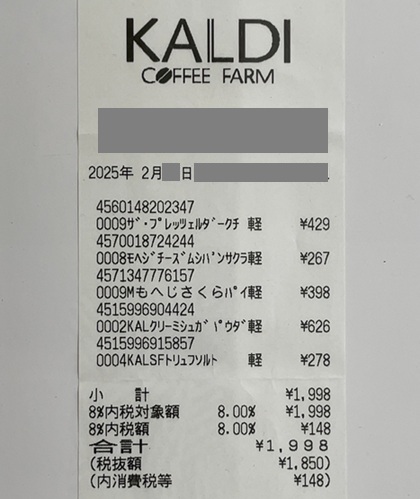 KALDI
COFFEE FARM
2025年 2月 日
4560148202347
0009ｻﾞ･ﾌﾟﾚｯﾂｪﾙﾀﾞｰｸﾁ 軽 ¥429
4570018724244
0008ﾓﾍｼﾞﾁｰｽﾞﾑｼﾊﾟﾝｻｸﾗ軽 ¥267
4571347776157
0009Mもへじさくらﾊﾟｲ軽 ¥398
4515996904424
0002KALｸﾘｰﾐｼｭｶﾞﾊﾟｳﾀﾞ軽 ¥626
4515996915857
0004KALSFﾄﾘｭﾌｿﾙﾄ 軽 ¥278
小 計 ¥1,998
8%内税対象額 8.00% ¥1,998
8%内税額 8.00% ¥148
合計 ¥1,998
(税抜額 ¥1,850)
(内消費税等 ¥148)